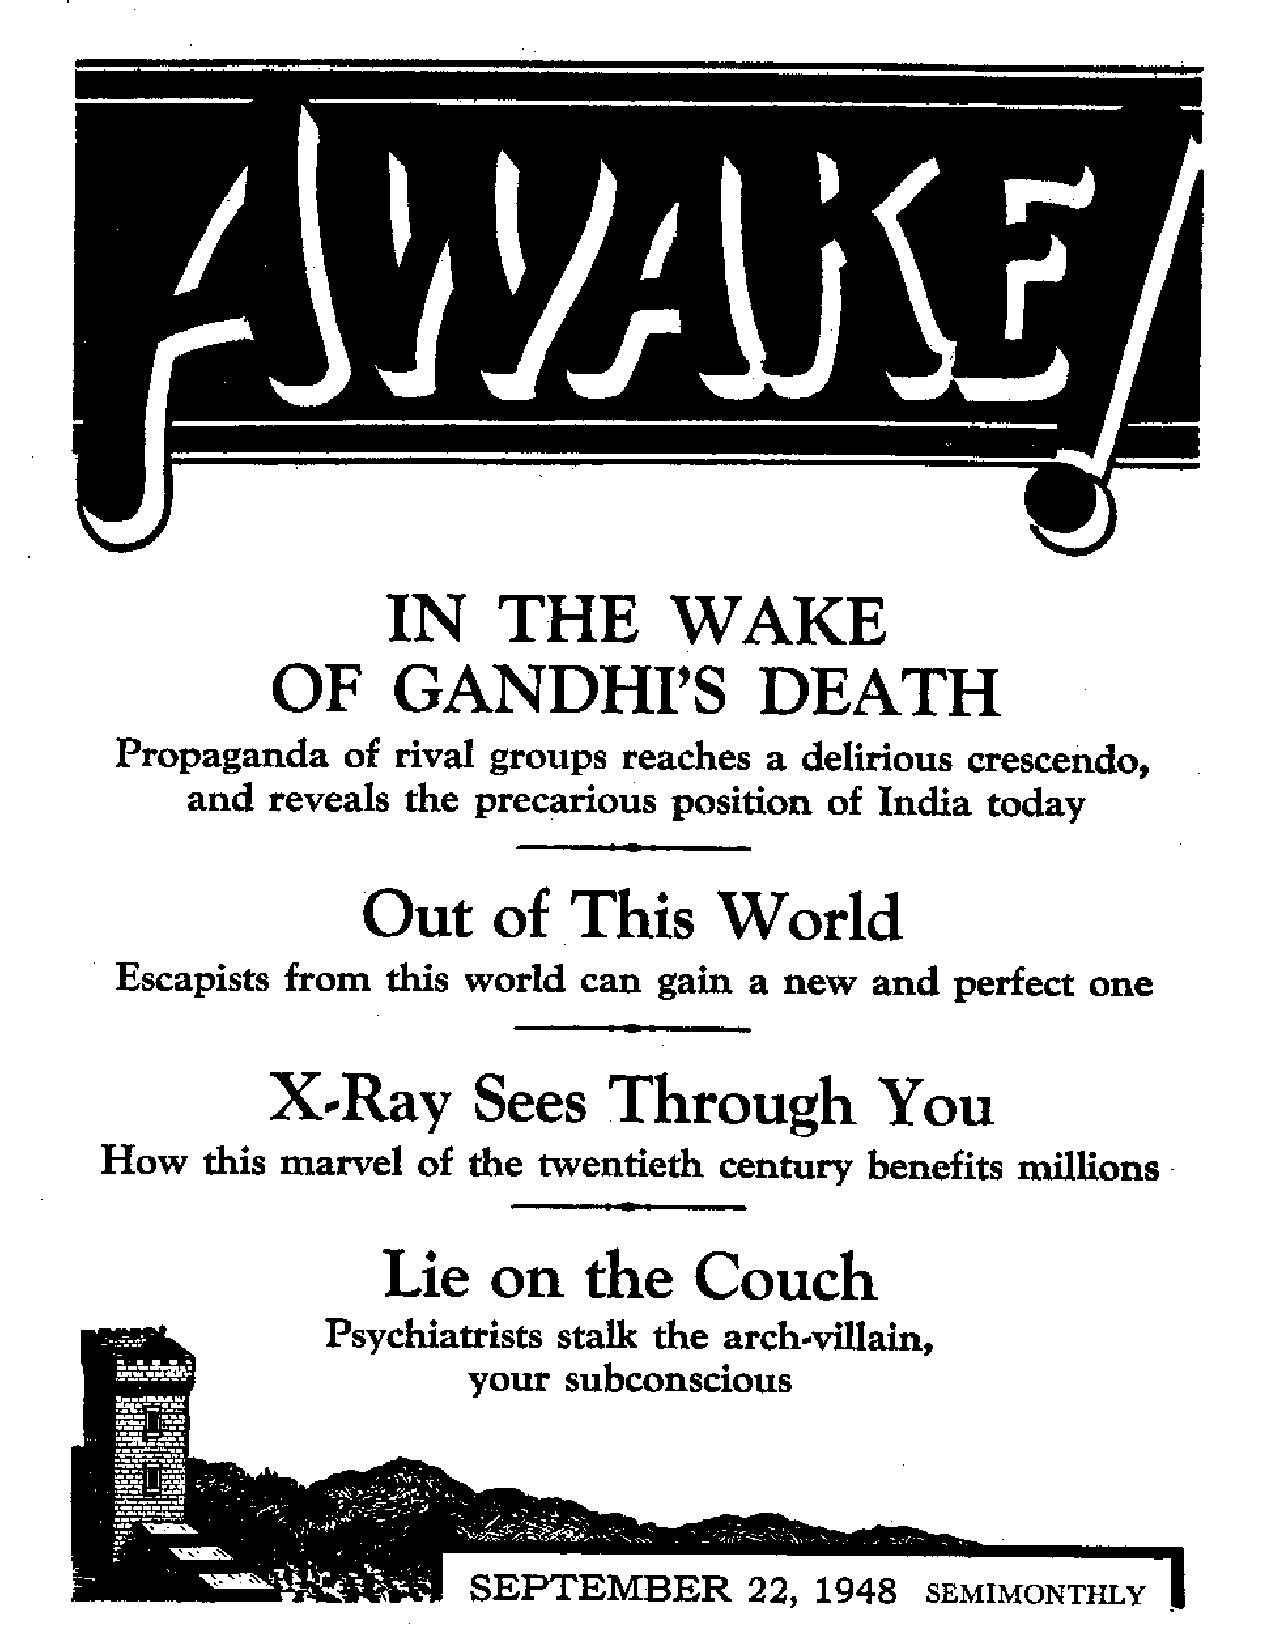 AWAKE!
IN THE WAKE
OF GANDHI'S DEATH
Propaganda of rival groups reaches a delirious crescendo,
and reveals the precarious position of India today
Out of This World
Escapists from this world can gain a new and perfect one
X-Ray Sees Through You
How this marvel of the twentieth century benefits millions
Lie on the Couch
Psychiatrists stalk the arch-villain,
your subconscious
SEPTEMBER 22, 1948 SEMIMONTHLY